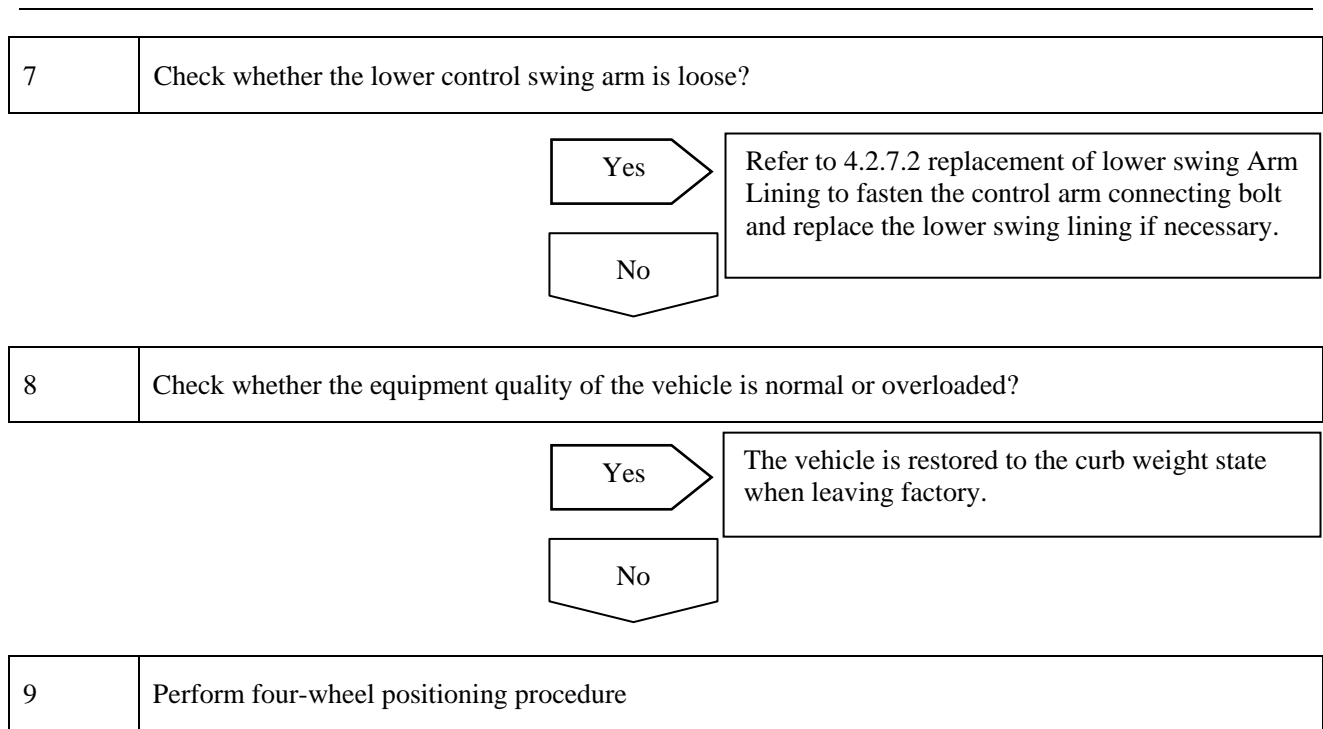 7 Check whether the lower control swing arm is loose?
Yes
Refer to 4.2.7.2 replacement of lower swing Arm
Lining to fasten the control arm connecting bolt
and replace the lower swing lining if necessary.
No
8 Check whether the equipment quality of the vehicle is normal or overloaded?
Yes
The vehicle is restored to the curb weight state
when leaving factory.
No
9 Perform four-wheel positioning procedure